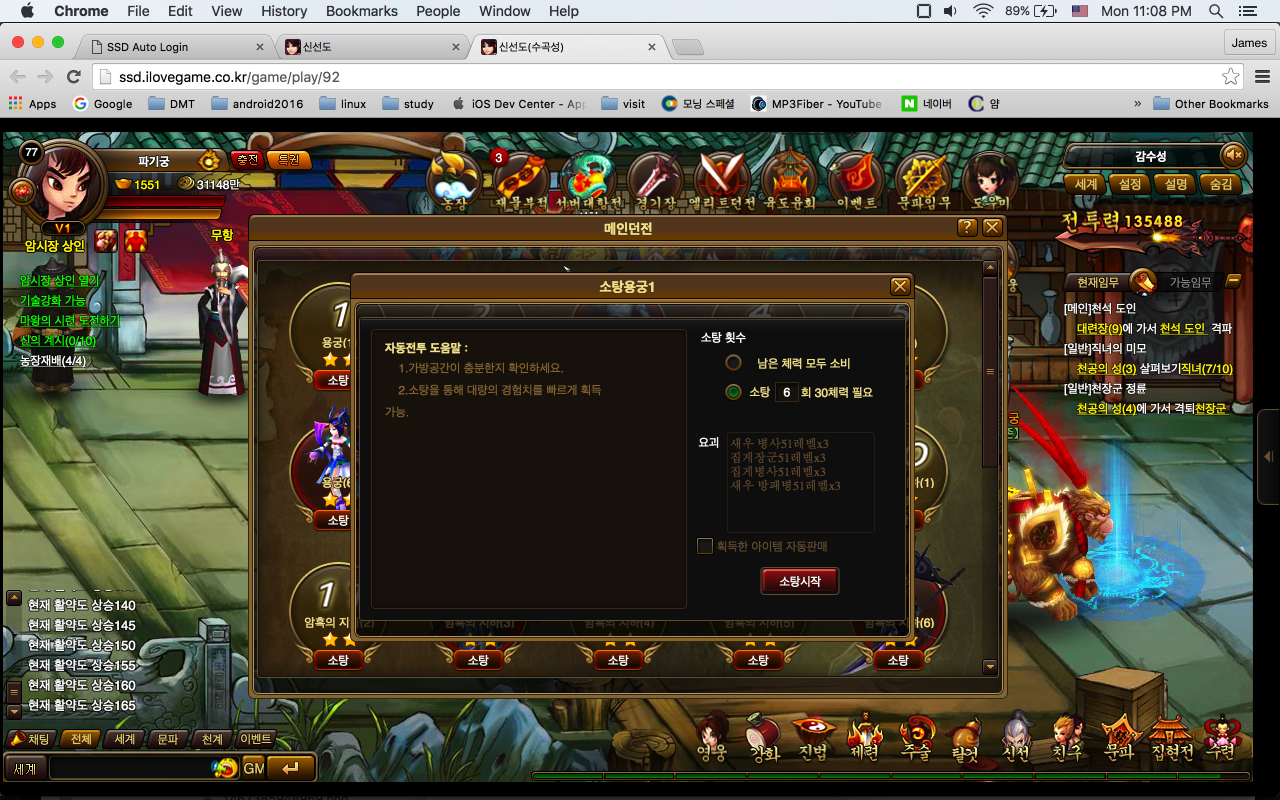 Chrome File Edit View History Bookmarks People Window Help 89% Mon 11:08 PM
SSD Auto Login
신선도
신선도(수곡성)
James
ssd.ilovegame.co.kr/game/play/92
Apps Google DMT android2016 linux study iOS Dev Center - App visit 모닝 스페셜 MP3Fiber - YouTube 네이버 얌 » Other Bookmarks
77
파기궁
충전
특권
1551
31148만
V1
암시장 상인
3
농장
재물부적
서버대항전
경기장
엘리트던전
육도윤회
이벤트
문파임무
도우미
감수성
세계 설정 설명 숨김
전투력 135488
무항
암시장 상인 열기
기술강화 가능
마왕의 시련 도전하기
심의 계시(0/10)
농장재배(4/4)
현재임무
가능임무
[메인]천석 도인
대련장(9)에 가서 천석 도인 격파
[일반]직녀의 미모
천공의 성(3) 살펴보기직녀(7/10)
[일반]천장군 정륜
천공의 성(4)에 가서 격퇴천장군
메인던전
?
소탕용궁1
자동전투 도움말 :
1.가방공간이 충분한지 확인하세요.
2.소탕을 통해 대량의 경험치를 빠르게 획득
가능.
소탕 횟수
남은 체력 모두 소비
소탕 6 회 30체력 필요
요괴
새우 병사51레벨x3
집게장군51레벨x3
집게병사51레벨x3
새우 방패병51레벨x3
획득한 아이템 자동판매
소탕시작
소탕
소탕
암흑의 지하(3)
암흑의 지하(4)
암흑의 지하(5)
소탕 소탕 소탕 소탕 소탕
현재 활약도 상승140
현재 활약도 상승145
현재 활약도 상승150
현재 활약도 상승155
현재 활약도 상승160
현재 활약도 상승165
채팅 전체 세계 문파 천계 이벤트
세계
GM
영웅 강화 진법 제련 주술 탈것 신선 친구 문파 집현전 수련